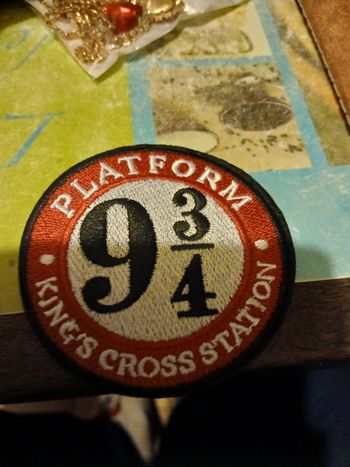 PLATFORM
9 3/4
KING'S CROSS STATION